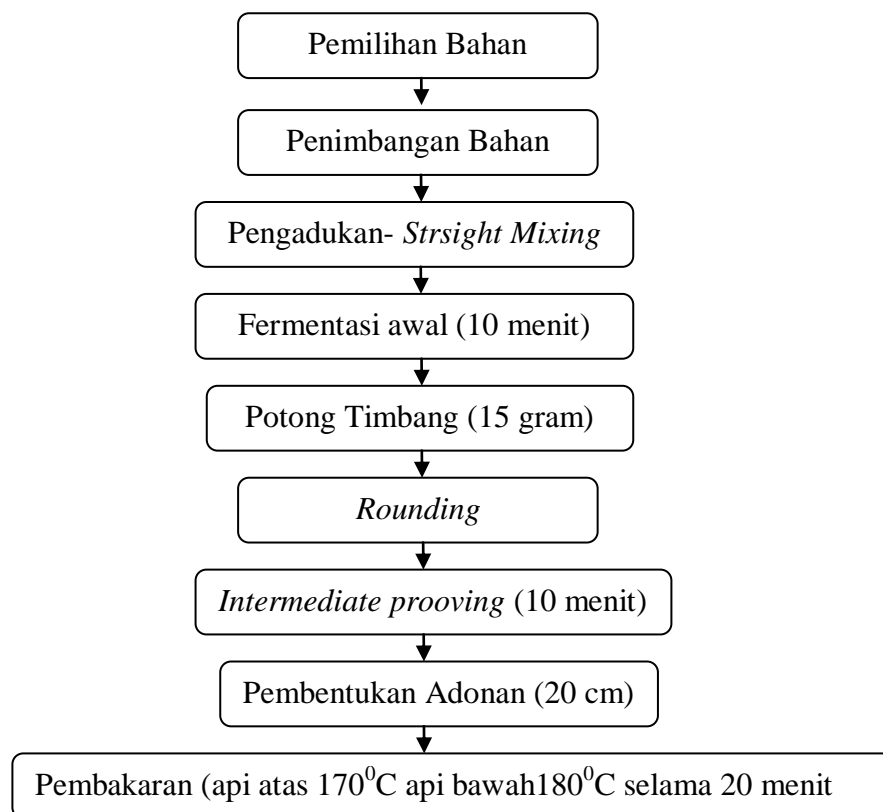 Pemilihan Bahan
Penimbangan Bahan
Pengadukan- Strsight Mixing
Fermentasi awal (10 menit)
Potong Timbang (15 gram)
Rounding
Intermediate prooving (10 menit)
Pembentukan Adonan (20 cm)
Pembakaran (api atas 170⁰C api bawah180⁰C selama 20 menit